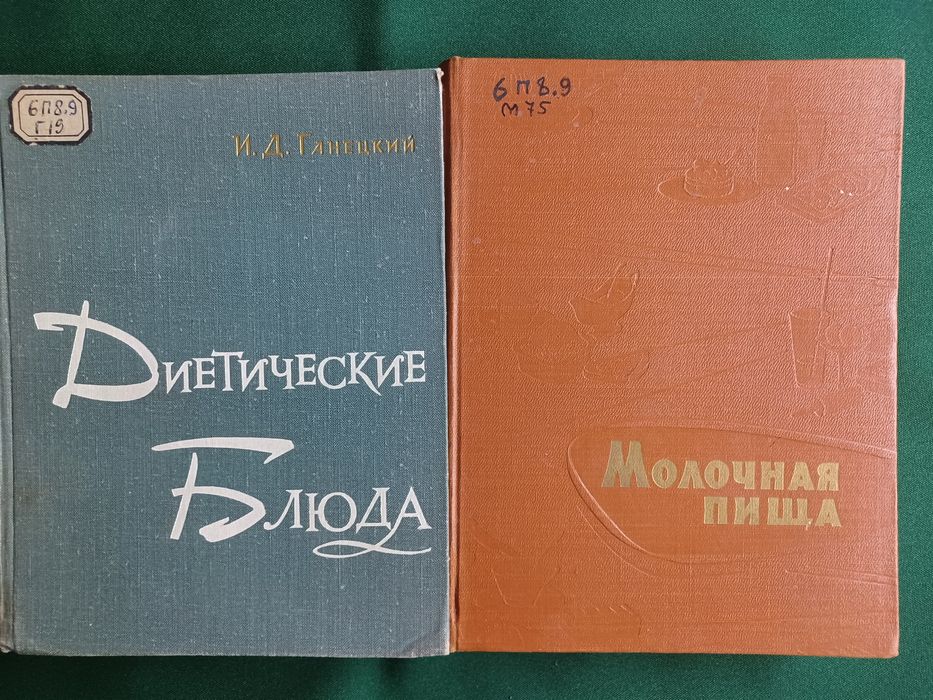 6П8.9
Г19
И. Д. Ганецкий
Диетические
Блюда
6П8.9
М75
Молочная
пища